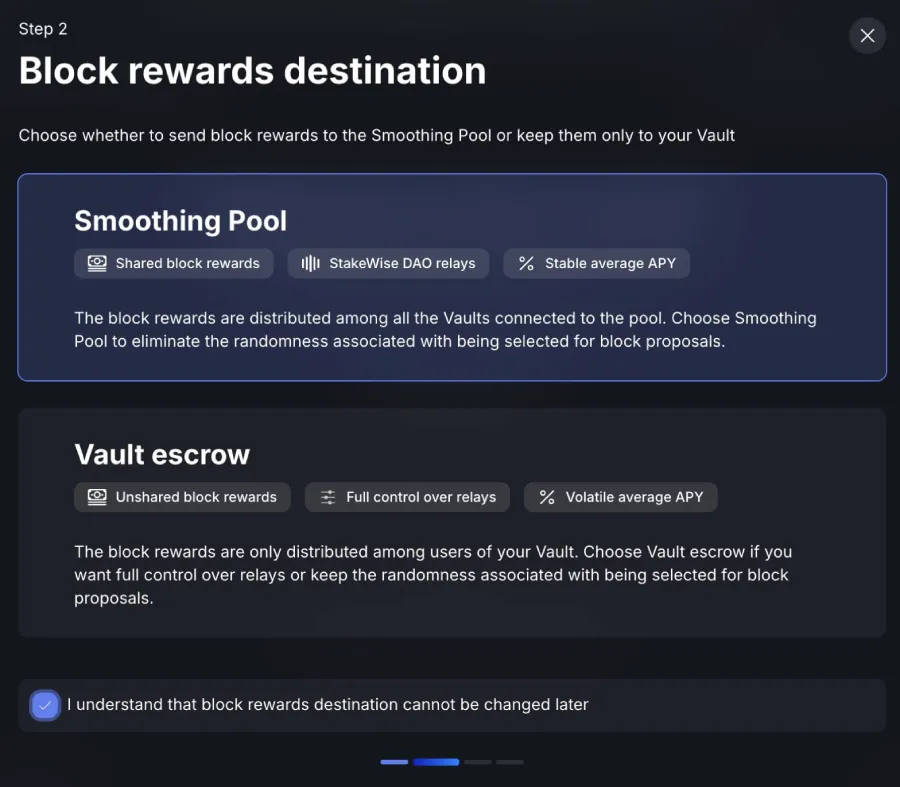 Step 2
Block rewards destination
Choose whether to send block rewards to the Smoothing Pool or keep them only to your Vault
Smoothing Pool
Shared block rewards
StakeWise DAO relays
Stable average APY
The block rewards are distributed among all the Vaults connected to the pool. Choose Smoothing
Pool to eliminate the randomness associated with being selected for block proposals.
Vault escrow
Unshared block rewards
Full control over relays
Volatile average APY
The block rewards are only distributed among users of your Vault. Choose Vault escrow if you
want full control over relays or keep the randomness associated with being selected for block
proposals.
I understand that block rewards destination cannot be changed later